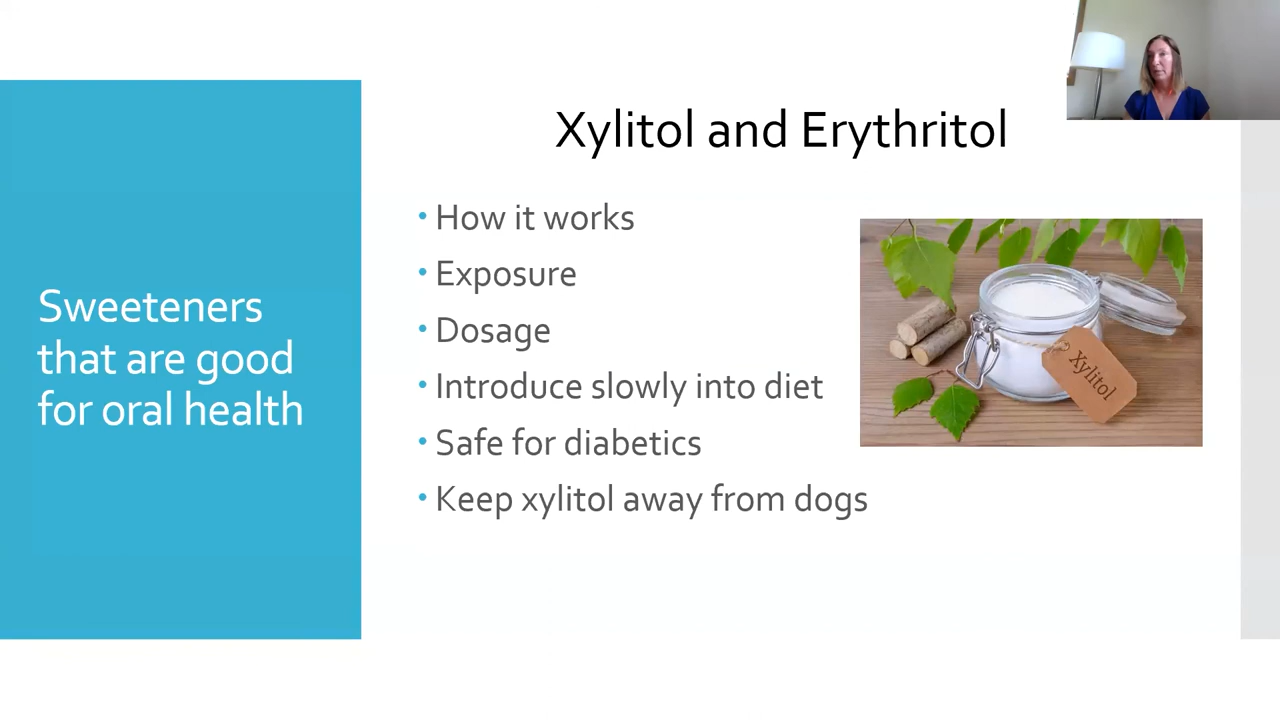 Xylitol and Erythritol
Sweeteners
that are good
for oral health
• How it works
• Exposure
• Dosage
• Introduce slowly into diet
• Safe for diabetics
• Keep xylitol away from dogs
Xylitol